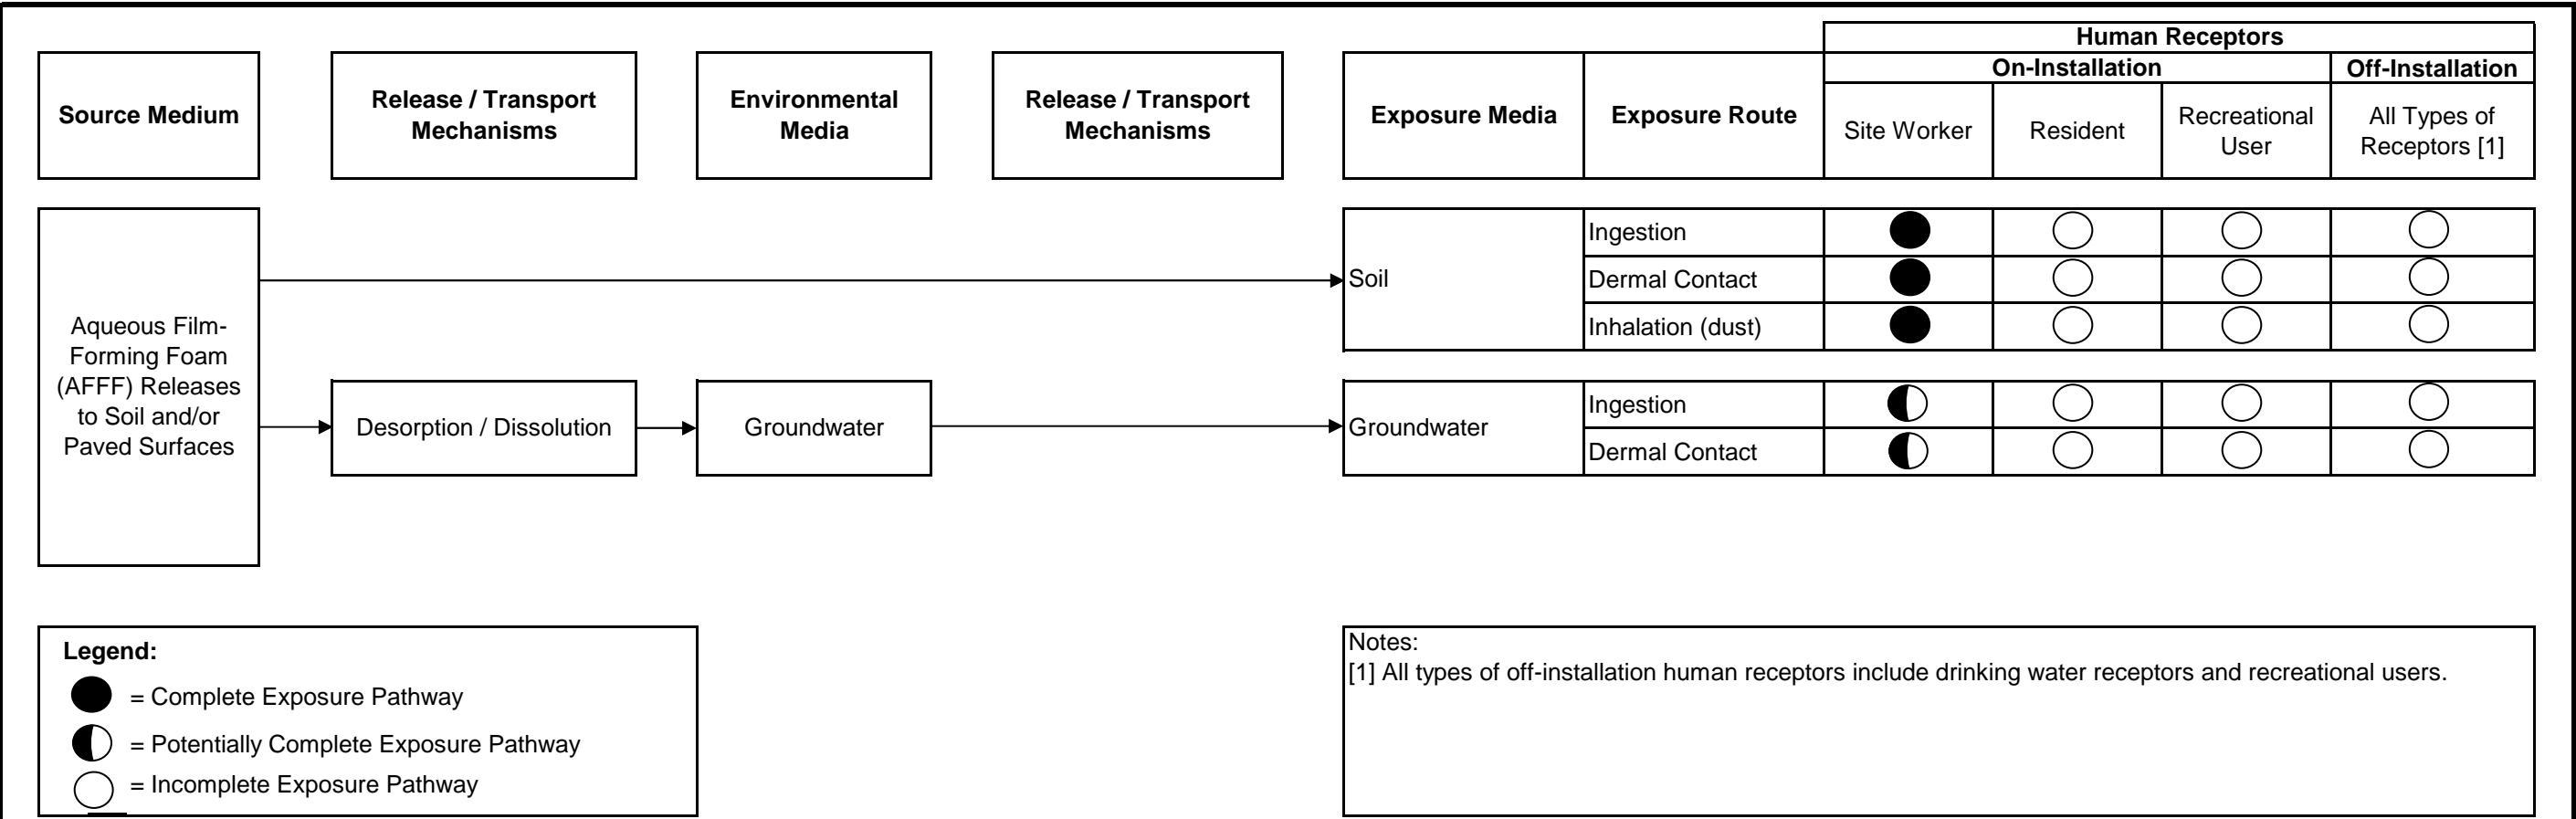 Human Receptors
On-Installation
Off-Installation
Source Medium
Release / Transport
Mechanisms
Environmental
Media
Release / Transport
Mechanisms
Exposure Media
Exposure Route
Site Worker
Resident
Recreational
User
All Types of
Receptors [1]
Aqueous Film-
Forming Foam
(AFFF) Releases
to Soil and/or
Paved Surfaces
Soil
Ingestion
Dermal Contact
Inhalation (dust)
Desorption / Dissolution
Groundwater
Groundwater
Ingestion
Dermal Contact
Legend:
= Complete Exposure Pathway
= Potentially Complete Exposure Pathway
= Incomplete Exposure Pathway
Notes:
[1] All types of off-installation human receptors include drinking water receptors and recreational users.